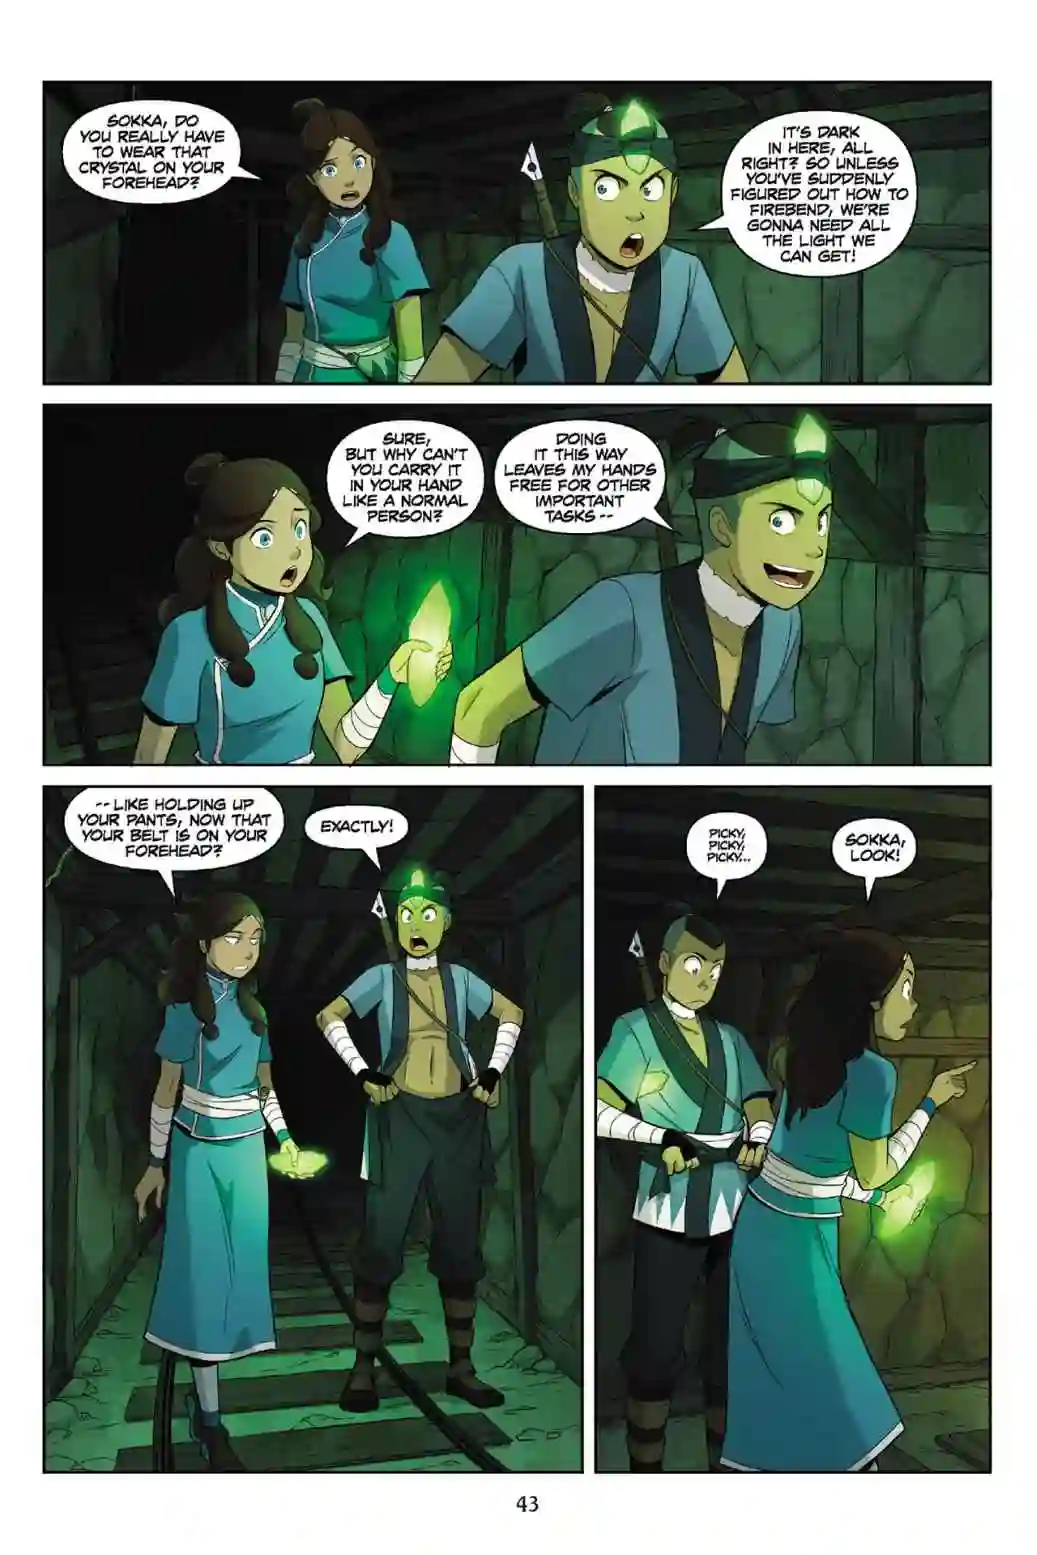 SOKKA, DO
YOU REALLY HAVE
TO WEAR THAT
CRYSTAL ON YOUR
FOREHEAD?
IT'S DARK
IN HERE, ALL
RIGHT? SO UNLESS
YOU'VE SUDDENLY
FIGURED OUT HOW TO
FIREBEND, WE'RE
GONNA NEED ALL
THE LIGHT WE
CAN GET!
SURE,
BUT WHY CAN'T
YOU CARRY IT
IN YOUR HAND
LIKE A NORMAL
PERSON?
DOING
IT THIS WAY
LEAVES MY HANDS
FREE FOR OTHER
IMPORTANT
TASKS --
-- LIKE HOLDING UP
YOUR PANTS, NOW THAT
YOUR BELT IS ON YOUR
FOREHEAD?
EXACTLY!
PICKY,
PICKY,
PICKY...
SOKKA,
LOOK!
43